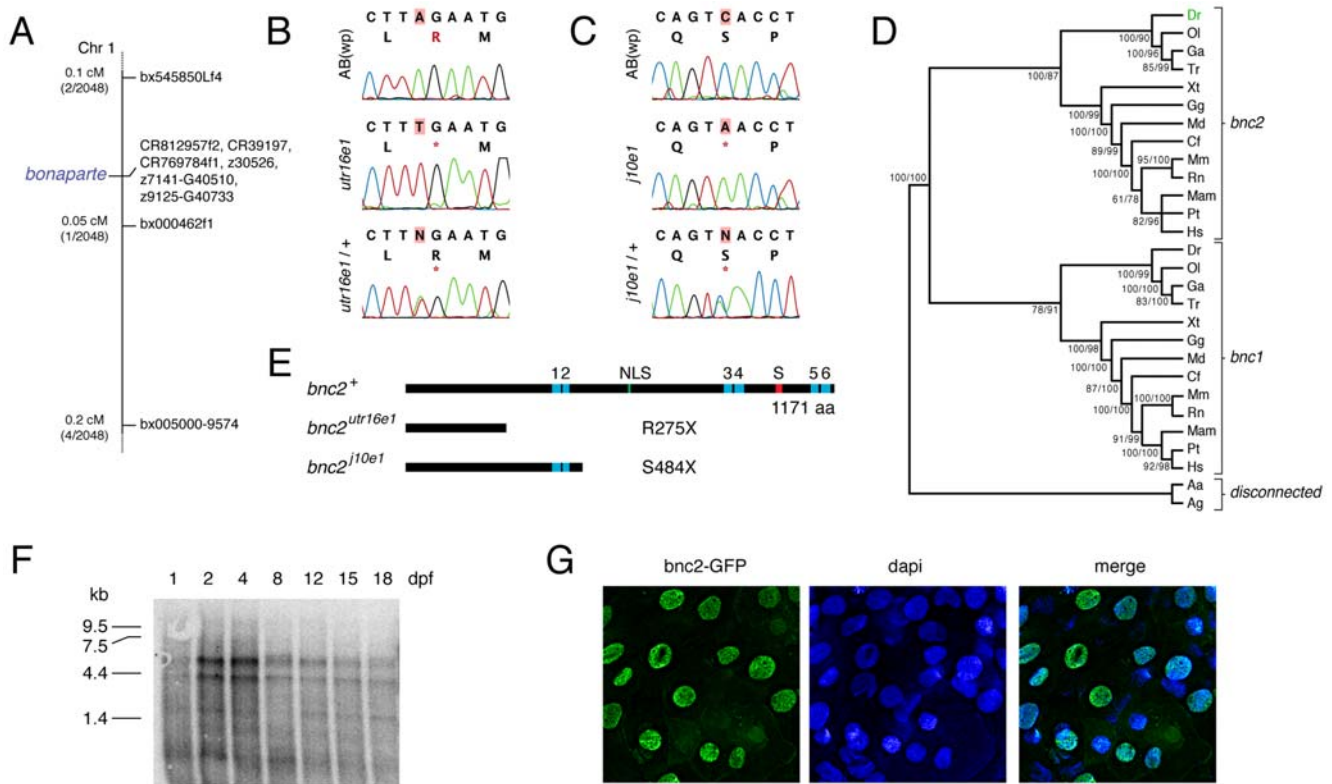 A
Chr 1
0.1 cM
(2/2048)
bx545850Lf4
bonaparte
CR812957f2, CR39197,
CR769784f1, z30526,
z7141-G40510,
z9125-G40733
0.05 cM
(1/2048)
bx000462f1
0.2 cM
(4/2048)
bx005000-9574
B
AB(wp)
C T T A G A A T G
L R M
utr16e1
C T T T G A A T G
L * M
utr16e1 / +
C T T N G A A T G
L R M
*
C
AB(wp)
C A G T C A C C T
Q S P
j10e1
C A G T A A C C T
Q * P
j10e1 / +
C A G T N A C C T
Q S P
*
D
Dr
100/90
Ol
100/96
Ga
85/99
Tr
100/87
Xt
100/99
Gg
100/100
Md
89/99
Cf
95/100
Mm
100/100
Rn
61/78
Mam
82/96
Pt
Hs
bnc2
100/100
Dr
100/99
Ol
100/100
Ga
83/100
Tr
78/91
Xt
100/98
Gg
100/100
Md
87/100
Cf
100/100
Mm
100/100
Rn
91/99
Mam
100/100
Pt
92/98
Hs
bnc1
Aa
Ag
disconnected
E
12 NLS 34 S 56
bnc2+
1171 aa
bnc2utr16e1
R275X
bnc2j10e1
S484X
F
1 2 4 8 12 15 18 dpf
kb
9.5
7.5
4.4
1.4
G
bnc2-GFP dapi merge